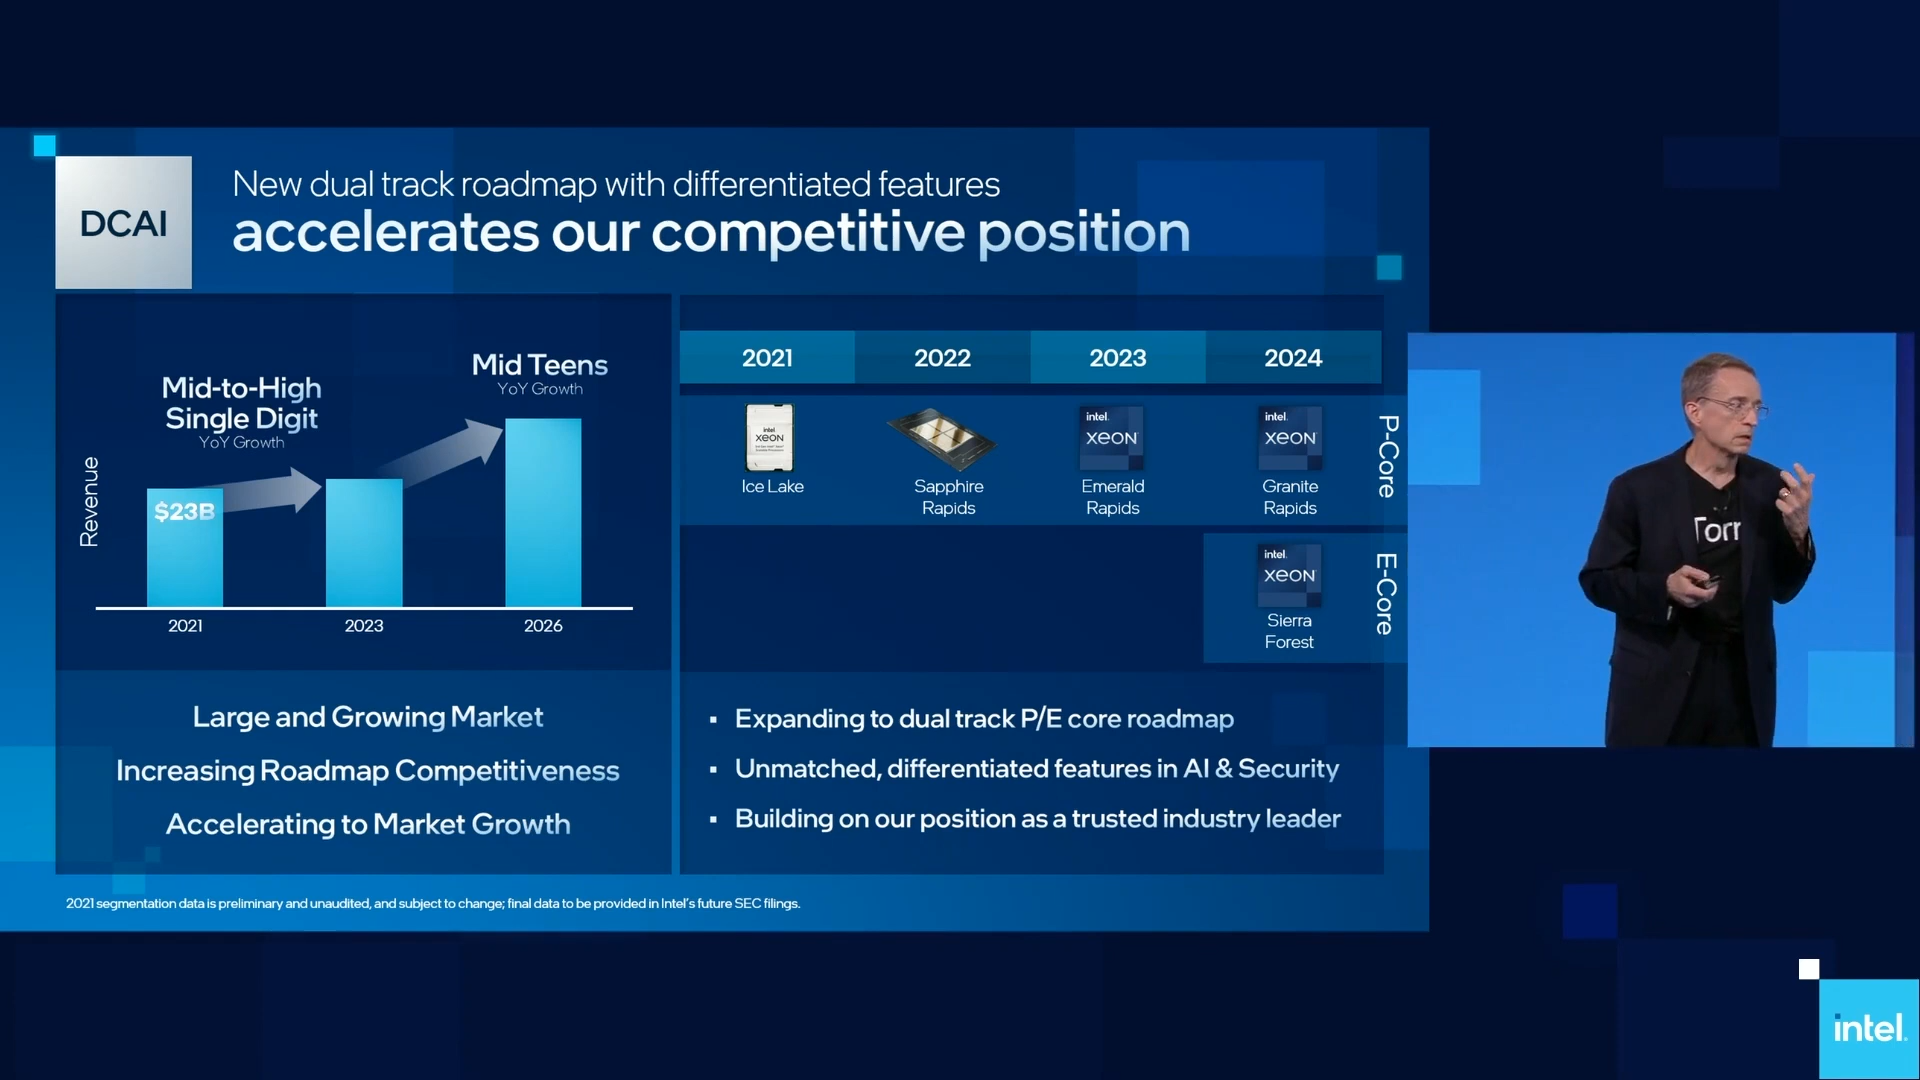 DCAI
New dual track roadmap with differentiated features
accelerates our competitive position
Mid-to-High
Single Digit
YoY Growth
Mid Teens
YoY Growth
Revenue
$23B
2021
2023
2026
Large and Growing Market
Increasing Roadmap Competitiveness
Accelerating to Market Growth
2021
2022
2023
2024
intel
XEON
Ice Lake
Sapphire
Rapids
intel.
xeon
Emerald
Rapids
intel.
xeon
Granite
Rapids
P-Core
intel.
xeon
Sierra
Forest
E-Core
▪ Expanding to dual track P/E core roadmap
▪ Unmatched, differentiated features in AI & Security
▪ Building on our position as a trusted industry leader
2021 segmentation data is preliminary and unaudited, and subject to change; final data to be provided in Intel's future SEC filings.
Torr
intel.